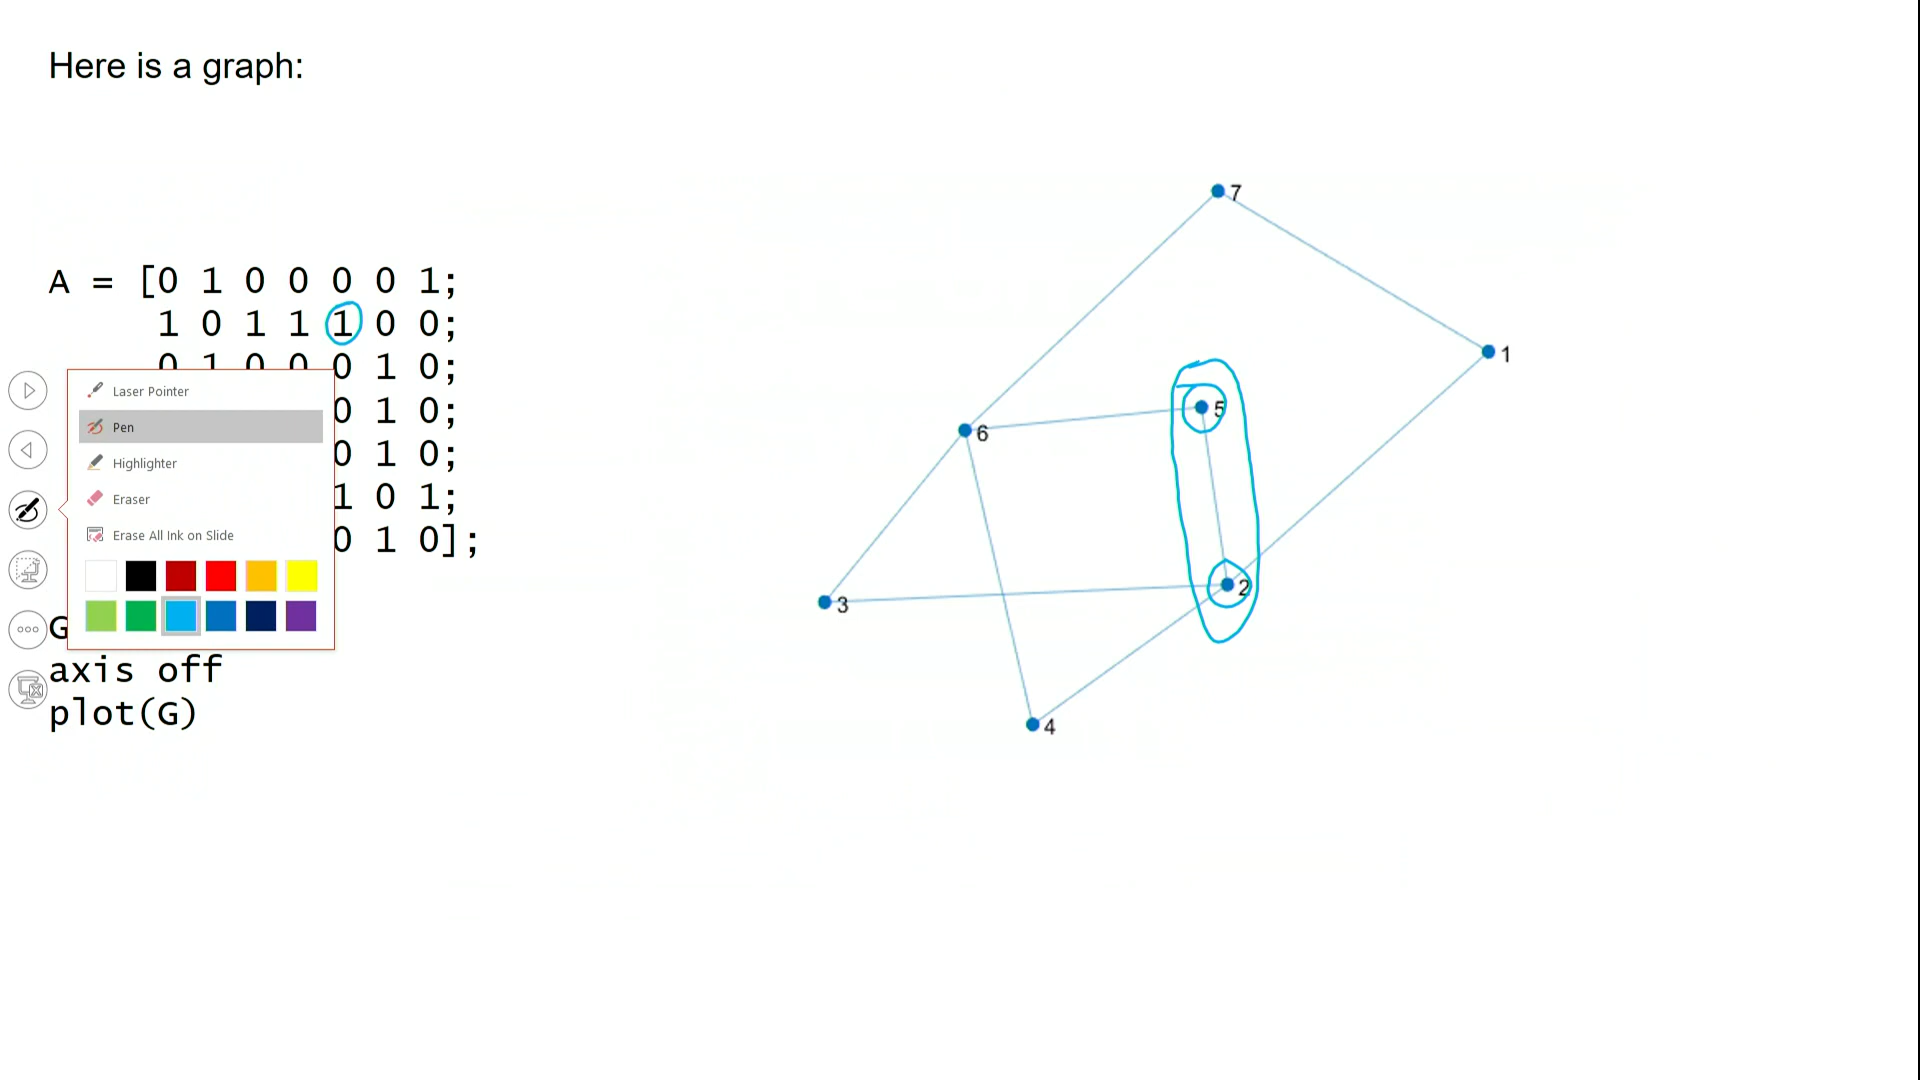 Here is a graph:
A = [0 1 0 0 0 0 1;
1 0 1 1 1 0 0;
0 1 0 0 0 1 0;
0 1 0;
0 1 0;
1 0 1;
0 1 0];
Laser Pointer
Pen
Highlighter
Eraser
Erase All Ink on Slide
G
axis off
plot(G)
7
1
5
6
2
3
4